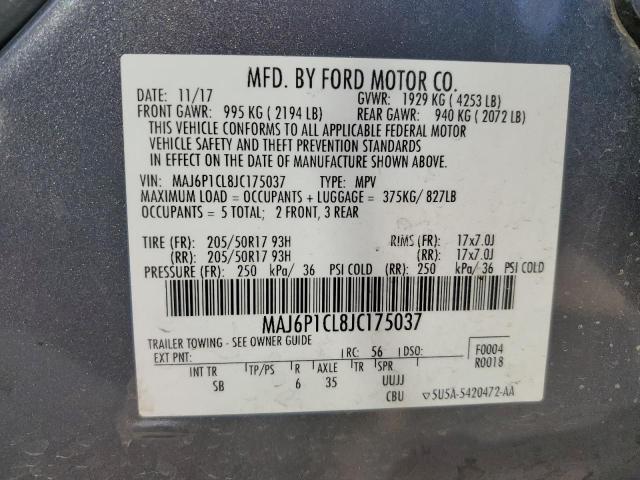 MFD. BY FORD MOTOR CO.
DATE: 11/17 GVWR: 1929 KG ( 4253 LB)
FRONT GAWR: 995 KG ( 2194 LB) REAR GAWR: 940 KG ( 2072 LB)
THIS VEHICLE CONFORMS TO ALL APPLICABLE FEDERAL MOTOR
VEHICLE SAFETY AND THEFT PREVENTION STANDARDS
IN EFFECT ON THE DATE OF MANUFACTURE SHOWN ABOVE.
VIN: MAJ6P1CL8JC175037 TYPE: MPV
MAXIMUM LOAD = OCCUPANTS + LUGGAGE = 375KG/ 827LB
OCCUPANTS = 5 TOTAL; 2 FRONT, 3 REAR
TIRE (FR): 205/50R17 93H RIMS (FR): 17x7.0J
(RR): 205/50R17 93H (RR): 17x7.0J
PRESSURE (FR): 250 kPa/ 36 PSI COLD (RR): 250 kPa/ 36 PSI COLD
MAJ6P1CL8JC175037
TRAILER TOWING - SEE OWNER GUIDE
EXT PNT: RC: 56 DSO: F0004
R0018
INT TR TP/PS R AXLE TR SPR
SB 6 35 UUJJ
CBU 5U5A-5420472-AA